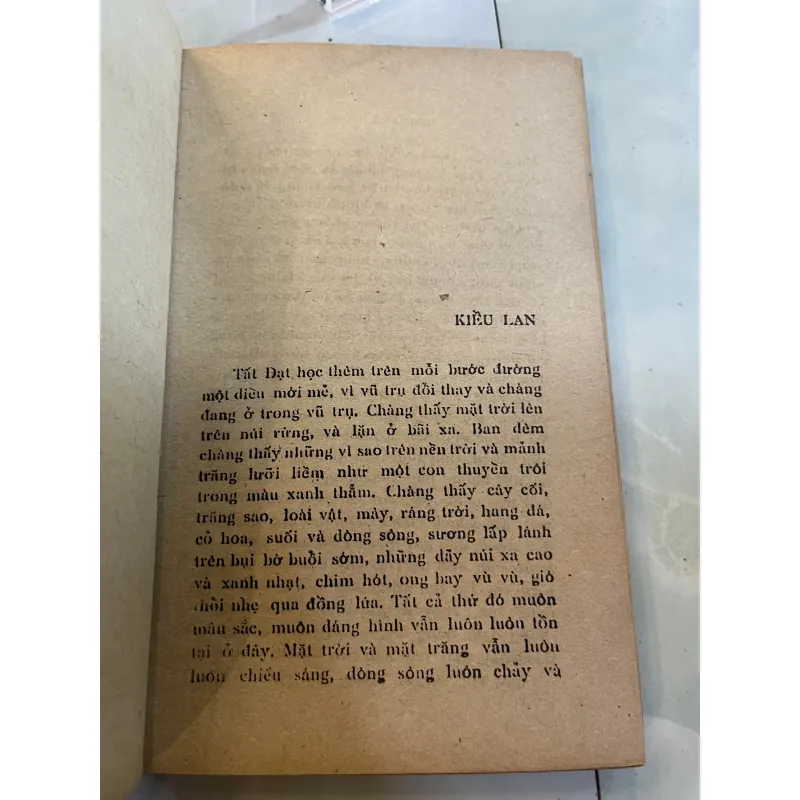 KIỀU LAN
Tất Đạt học thêm trên mỗi bước đường
một điều mới mẻ, vì vũ trụ đồi thay và chàng
đang ở trong vũ trụ. Chàng thấy mặt trời lên
trên núi rừng, và lặn ở bãi xa. Ban đêm
chàng thấy những vì sao trên nền trời và mảnh
trăng lưỡi liềm như một con thuyền trôi
trong màu xanh thẳm. Chàng thấy cây cối,
trăng sao, loài vật, mây, ráng trời, hang đá,
cỏ hoa, suối và dòng sông, sương lấp lánh
trên bụi bờ buồi sớm, những dãy núi xa cao
và xanh nhạt, chim hót, ong bay vù vù, gió
thồi nhẹ qua đồng lúa. Tất cả thứ đó muôn
màu sắc, muôn dáng hình vẫn luôn luôn tồn
tại ở đây. Mặt trời và mặt trăng vẫn luôn
luôn chiếu sáng, dòng sông luôn chảy và